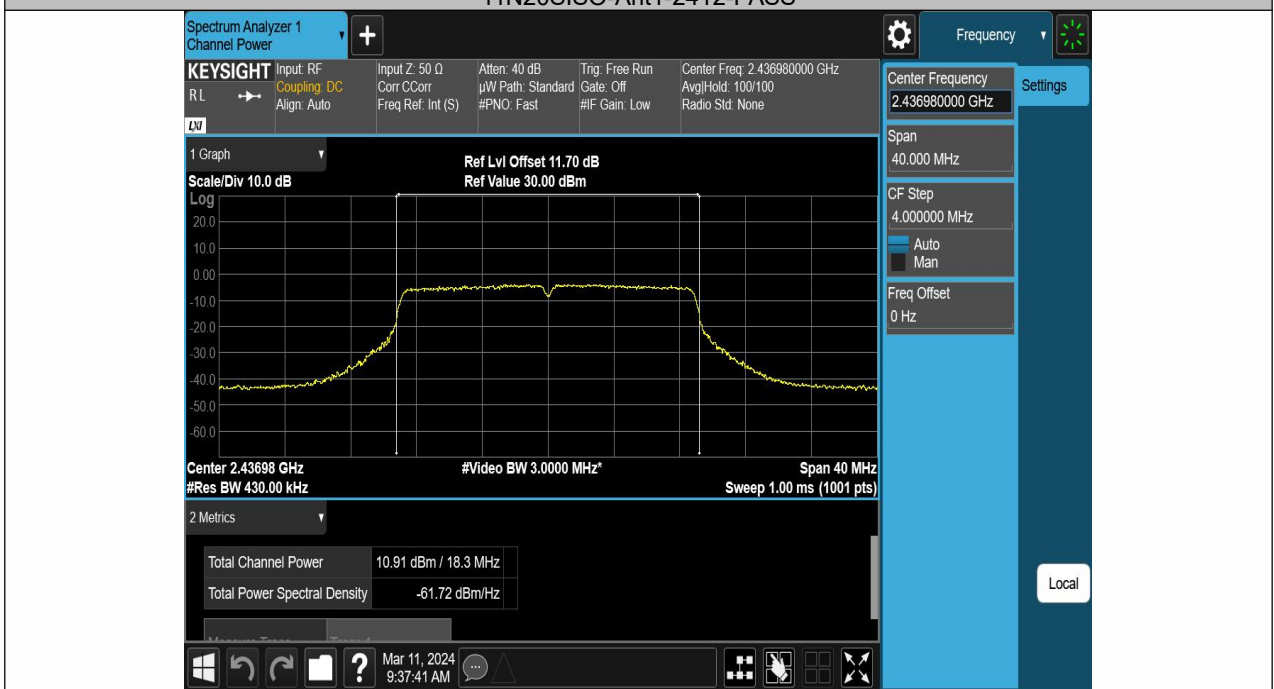 11N20SISO-Ant1-2412-PASS
Spectrum Analyzer 1
Channel Power
+
Frequency
KEYSIGHT
R L
LXI
Input: RF
Coupling: DC
Align: Auto
Input Z: 50 Ω
Corr CCorr
Freq Ref: Int (S)
Atten: 40 dB
µW Path: Standard
#PNO: Fast
Trig: Free Run
Gate: Off
#IF Gain: Low
Center Freq: 2.436980000 GHz
Avg|Hold: 100/100
Radio Std: None
Center Frequency
2.436980000 GHz
Settings
Span
40.000 MHz
CF Step
4.000000 MHz
Auto
Man
Freq Offset
0 Hz
Local
1 Graph
Scale/Div 10.0 dB
Ref Lvl Offset 11.70 dB
Ref Value 30.00 dBm
Log
20.0
10.0
0.00
-10.0
-20.0
-30.0
-40.0
-50.0
-60.0
Center 2.43698 GHz
#Video BW 3.0000 MHz*
Span 40 MHz
#Res BW 430.00 kHz
Sweep 1.00 ms (1001 pts)
2 Metrics
Total Channel Power 10.91 dBm / 18.3 MHz
Total Power Spectral Density -61.72 dBm/Hz
?
Mar 11, 2024
9:37:41 AM